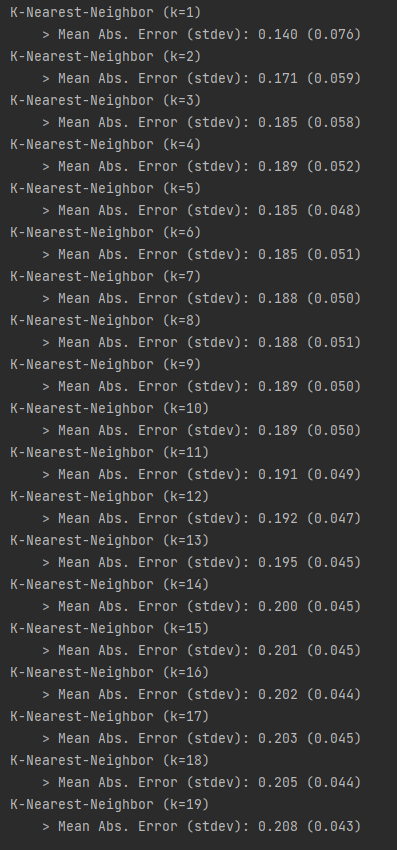 K-Nearest-Neighbor (k=1)
> Mean Abs. Error (stdev): 0.140 (0.076)
K-Nearest-Neighbor (k=2)
> Mean Abs. Error (stdev): 0.171 (0.059)
K-Nearest-Neighbor (k=3)
> Mean Abs. Error (stdev): 0.185 (0.058)
K-Nearest-Neighbor (k=4)
> Mean Abs. Error (stdev): 0.189 (0.052)
K-Nearest-Neighbor (k=5)
> Mean Abs. Error (stdev): 0.185 (0.048)
K-Nearest-Neighbor (k=6)
> Mean Abs. Error (stdev): 0.185 (0.051)
K-Nearest-Neighbor (k=7)
> Mean Abs. Error (stdev): 0.188 (0.050)
K-Nearest-Neighbor (k=8)
> Mean Abs. Error (stdev): 0.188 (0.051)
K-Nearest-Neighbor (k=9)
> Mean Abs. Error (stdev): 0.189 (0.050)
K-Nearest-Neighbor (k=10)
> Mean Abs. Error (stdev): 0.189 (0.050)
K-Nearest-Neighbor (k=11)
> Mean Abs. Error (stdev): 0.191 (0.049)
K-Nearest-Neighbor (k=12)
> Mean Abs. Error (stdev): 0.192 (0.047)
K-Nearest-Neighbor (k=13)
> Mean Abs. Error (stdev): 0.195 (0.045)
K-Nearest-Neighbor (k=14)
> Mean Abs. Error (stdev): 0.200 (0.045)
K-Nearest-Neighbor (k=15)
> Mean Abs. Error (stdev): 0.201 (0.045)
K-Nearest-Neighbor (k=16)
> Mean Abs. Error (stdev): 0.202 (0.044)
K-Nearest-Neighbor (k=17)
> Mean Abs. Error (stdev): 0.203 (0.045)
K-Nearest-Neighbor (k=18)
> Mean Abs. Error (stdev): 0.205 (0.044)
K-Nearest-Neighbor (k=19)
> Mean Abs. Error (stdev): 0.208 (0.043)